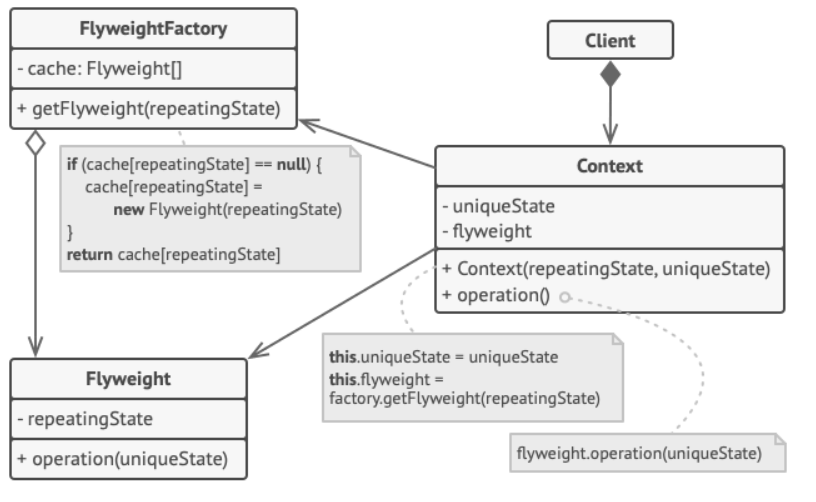 FlyweightFactory
- cache: Flyweight[]
+ getFlyweight(repeatingState)
if (cache[repeatingState] == null) {
cache[repeatingState] =
new Flyweight(repeatingState)
}
return cache[repeatingState]
Client
Context
- uniqueState
- flyweight
+ Context(repeatingState, uniqueState)
+ operation()
this.uniqueState = uniqueState
this.flyweight =
factory.getFlyweight(repeatingState)
flyweight.operation(uniqueState)
Flyweight
- repeatingState
+ operation(uniqueState)